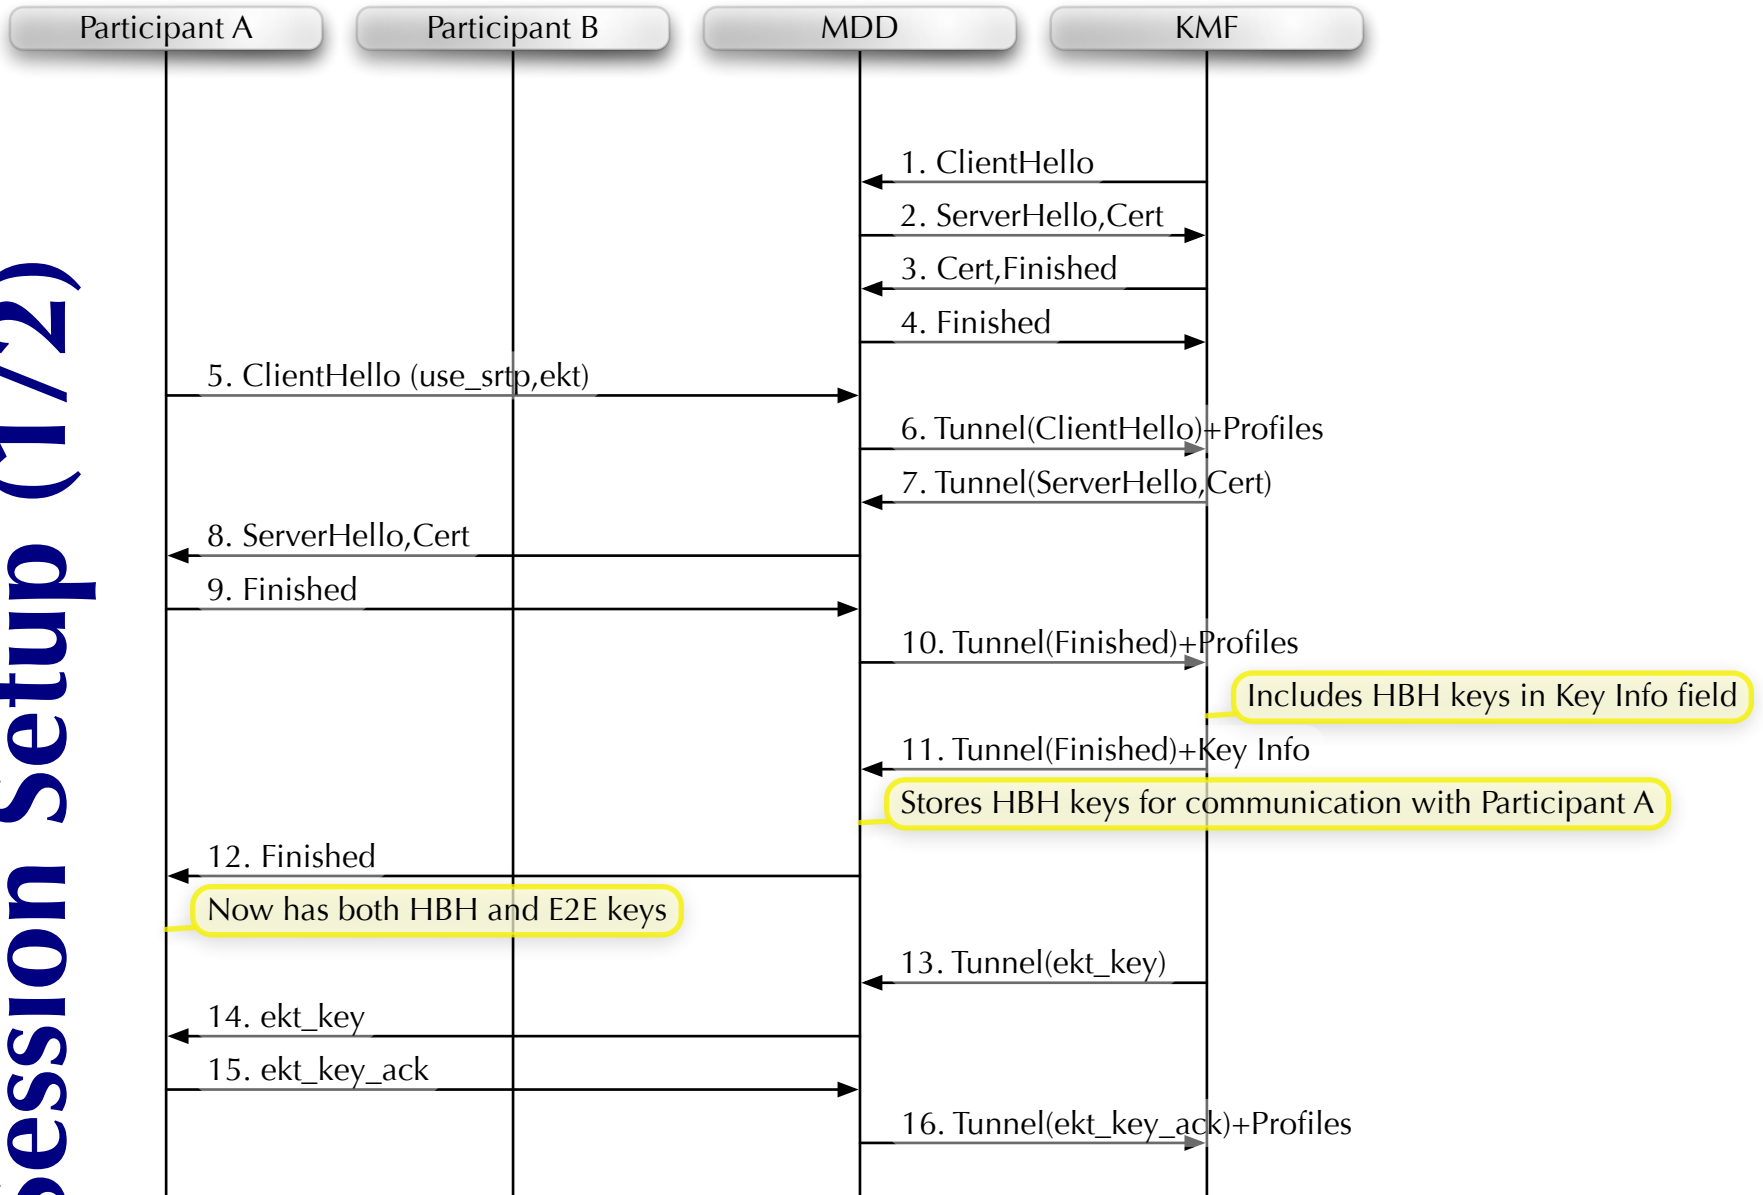 Participant A
Participant B
MDD
KMF
1. ClientHello
2. ServerHello,Cert
3. Cert,Finished
4. Finished
5. ClientHello (use_srtp,ekt)
6. Tunnel(ClientHello)+Profiles
7. Tunnel(ServerHello,Cert)
8. ServerHello,Cert
9. Finished
10. Tunnel(Finished)+Profiles
Includes HBH keys in Key Info field
11. Tunnel(Finished)+Key Info
Stores HBH keys for communication with Participant A
12. Finished
Now has both HBH and E2E keys
13. Tunnel(ekt_key)
14. ekt_key
15. ekt_key_ack
16. Tunnel(ekt_key_ack)+Profiles
Session Setup (1/2)